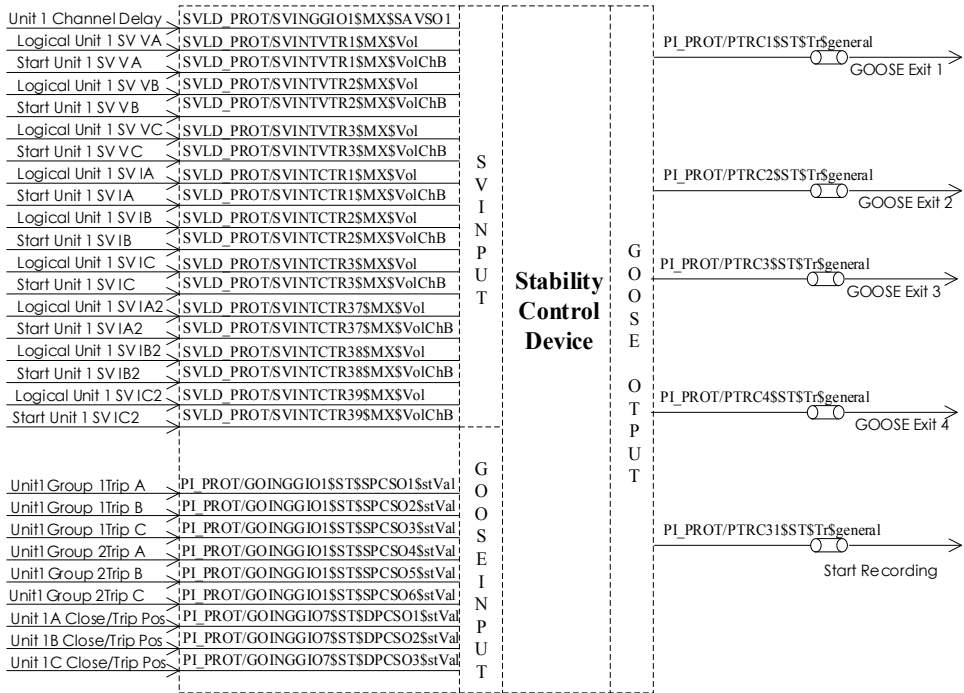 Unit 1 Channel Delay SVLD_PROT/SVINGGIO1$MX$SAVSO1
Logical Unit 1 SV VA SVLD_PROT/SVINTVTR1$MX$Vol
Start Unit 1 SV VA SVLD_PROT/SVINTVTR1$MX$VolChB
Logical Unit 1 SV VB SVLD_PROT/SVINTVTR2$MX$Vol
Start Unit 1 SV VB SVLD_PROT/SVINTVTR2$MX$VolChB
Logical Unit 1 SV VC SVLD_PROT/SVINTVTR3$MX$Vol
Start Unit 1 SV VC SVLD_PROT/SVINTVTR3$MX$VolChB
Logical Unit 1 SV IA SVLD_PROT/SVINTCTR1$MX$Vol
Start Unit 1 SV IA SVLD_PROT/SVINTCTR1$MX$VolChB
Logical Unit 1 SV IB SVLD_PROT/SVINTCTR2$MX$Vol
Start Unit 1 SV IB SVLD_PROT/SVINTCTR2$MX$VolChB
Logical Unit 1 SV IC SVLD_PROT/SVINTCTR3$MX$Vol
Start Unit 1 SV IC SVLD_PROT/SVINTCTR3$MX$VolChB
Logical Unit 1 SV IA2 SVLD_PROT/SVINTCTR37$MX$Vol
Start Unit 1 SV IA2 SVLD_PROT/SVINTCTR37$MX$VolChB
Logical Unit 1 SV IB2 SVLD_PROT/SVINTCTR38$MX$Vol
Start Unit 1 SV IB2 SVLD_PROT/SVINTCTR38$MX$VolChB
Logical Unit 1 SV IC2 SVLD_PROT/SVINTCTR39$MX$Vol
Start Unit 1 SV IC2 SVLD_PROT/SVINTCTR39$MX$VolChB
Unit1 Group 1Trip A PI_PROT/GOINGGIO1$ST$SPCSO1$stVal
Unit1 Group 1Trip B PI_PROT/GOINGGIO1$ST$SPCSO2$stVal
Unit1 Group 1Trip C PI_PROT/GOINGGIO1$ST$SPCSO3$stVal
Unit1 Group 2Trip A PI_PROT/GOINGGIO1$ST$SPCSO4$stVal
Unit1 Group 2Trip B PI_PROT/GOINGGIO1$ST$SPCSO5$stVal
Unit1 Group 2Trip C PI_PROT/GOINGGIO1$ST$SPCSO6$stVal
Unit 1A Close/Trip Pos PI_PROT/GOINGGIO7$ST$DPCSO1$stVal
Unit 1B Close/Trip Pos PI_PROT/GOINGGIO7$ST$DPCSO2$stVal
Unit 1C Close/Trip Pos PI_PROT/GOINGGIO7$ST$DPCSO3$stVal
SVINPUT
GOOSEINPUT
Stability
Control
Device
GOOSE OTPUT
PI_PROT/PTRC1$ST$Tr$general
GOOSE Exit 1
PI_PROT/PTRC2$ST$Tr$general
GOOSE Exit 2
PI_PROT/PTRC3$ST$Tr$general
GOOSE Exit 3
PI_PROT/PTRC4$ST$Tr$general
GOOSE Exit 4
PI_PROT/PTRC31$ST$Tr$general
Start Recording